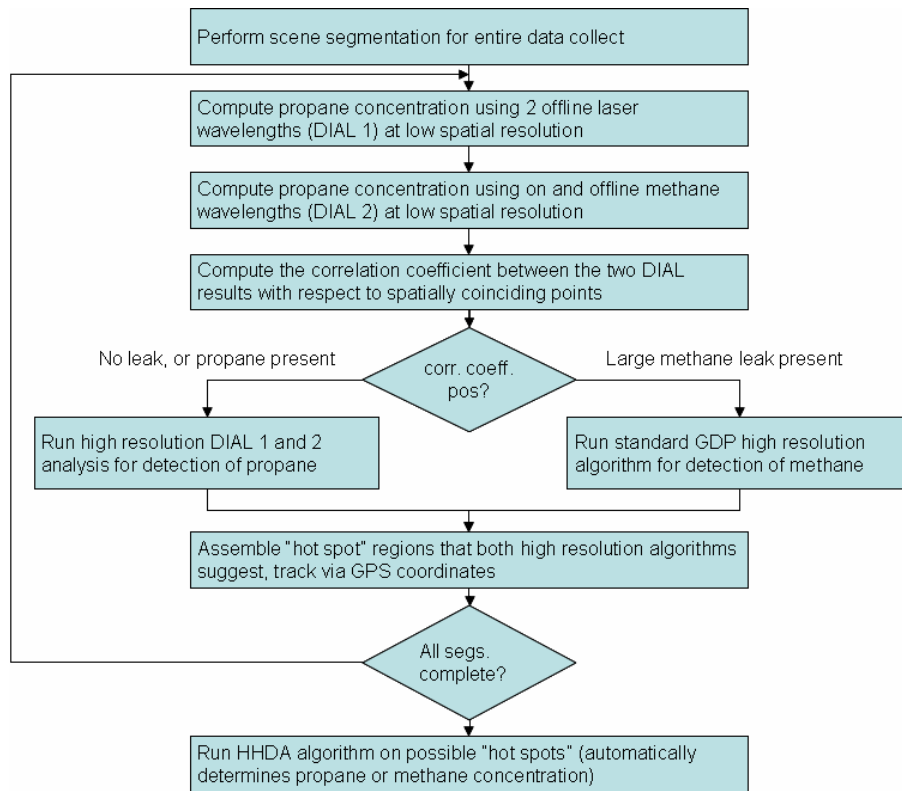 Perform scene segmentation for entire data collect
Compute propane concentration using 2 offline laser
wavelengths (DIAL 1) at low spatial resolution
Compute propane concentration using on and offline methane
wavelengths (DIAL 2) at low spatial resolution
Compute the correlation coefficient between the two DIAL
results with respect to spatially coinciding points
No leak, or propane present
corr. coeff.
pos?
Large methane leak present
Run high resolution DIAL 1 and 2
analysis for detection of propane
Run standard GDP high resolution
algorithm for detection of methane
Assemble "hot spot" regions that both high resolution algorithms
suggest, track via GPS coordinates
All segs.
complete?
Run HHDA algorithm on possible "hot spots" (automatically
determines propane or methane concentration)